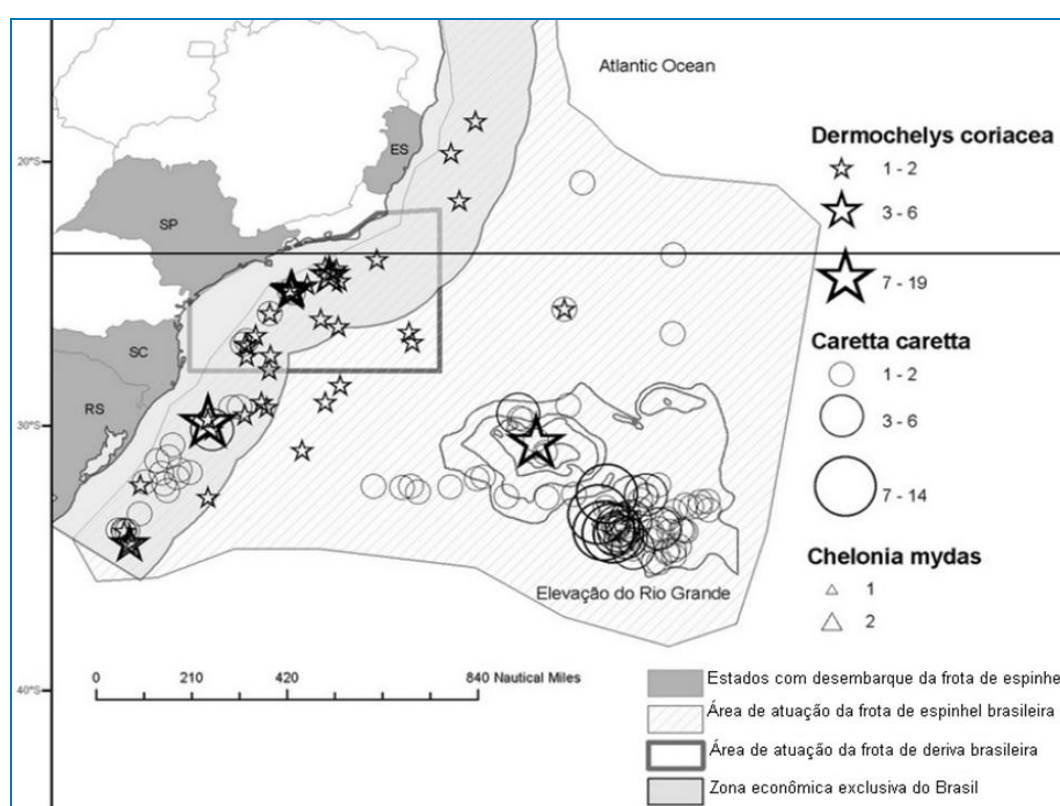 Atlantic Ocean
20°S
30°S
40°S
ES
SP
SC
RS
Elevação do Rio Grande
Dermochelys coriacea
1 - 2
3 - 6
7 - 19
Caretta caretta
1 - 2
3 - 6
7 - 14
Chelonia mydas
1
2
0 210 420 840 Nautical Miles
Estados com desembarque da frota de espinhe
Área de atuação da frota de espinhel brasileira
Área de atuação da frota de deriva brasileira
Zona econômica exclusiva do Brasil